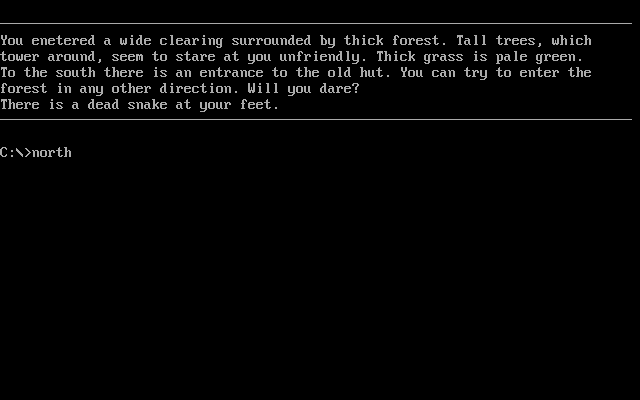 You enetered a wide clearing surrounded by thick forest. Tall trees, which
tower around, seem to stare at you unfriendly. Thick grass is pale green.
To the south there is an entrance to the old hut. You can try to enter the
forest in any other direction. Will you dare?
There is a dead snake at your feet.
C:\>north